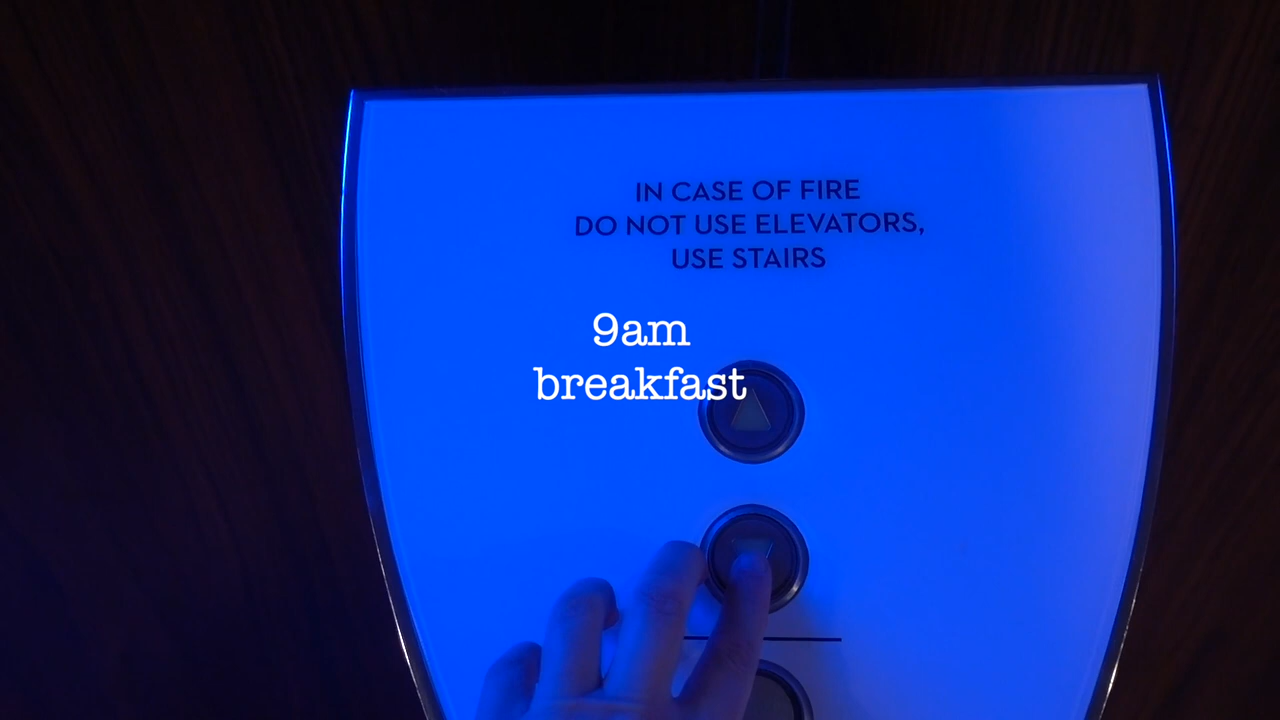 IN CASE OF FIRE
DO NOT USE ELEVATORS,
USE STAIRS
9am
breakfast